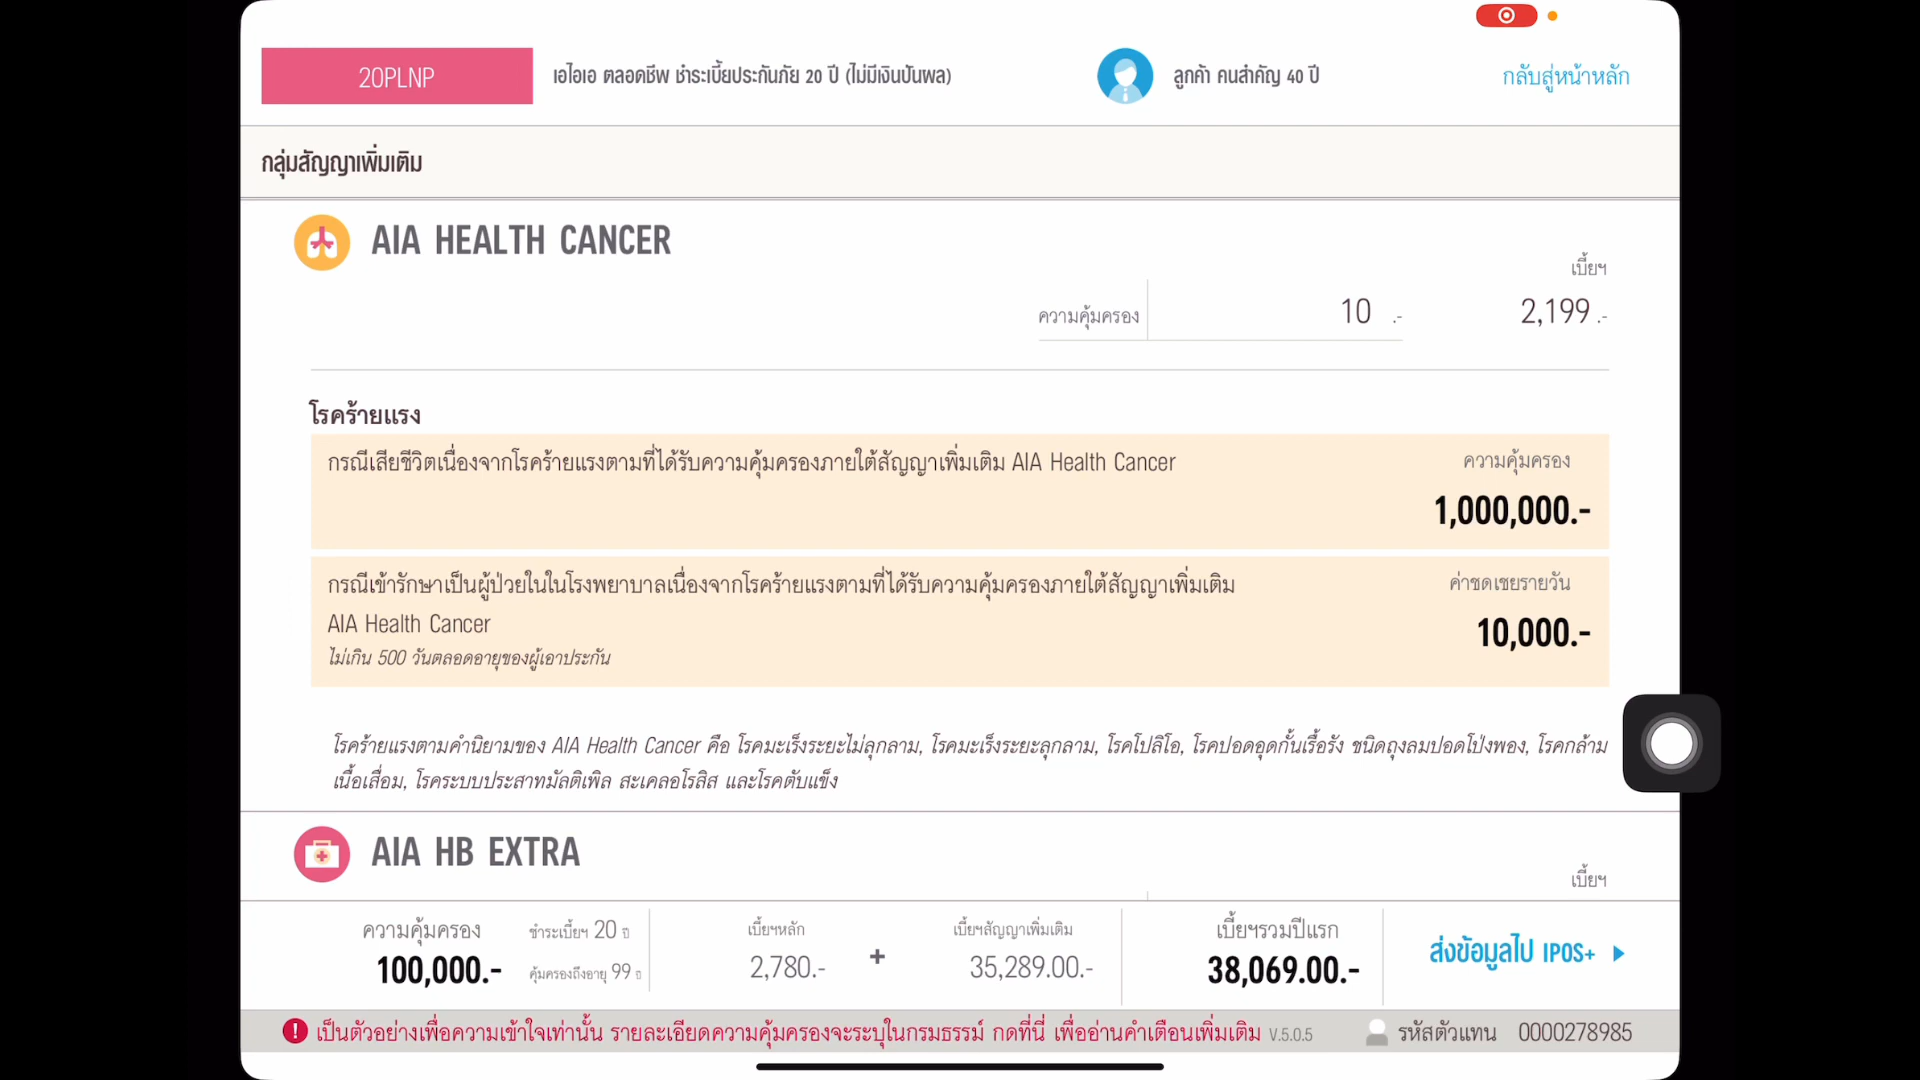 20PLNP
เอไอเอ ตลอดชีพ ชำระเบี้ยประกันภัย 20 ปี (ไม่มีเงินปันผล)
ลูกค้า คนสำคัญ 40 ปี
กลับสู่หน้าหลัก
กลุ่มสัญญาเพิ่มเติม
AIA HEALTH CANCER
เบี้ยฯ
ความคุ้มครอง 10 .- 2,199 .-
โรคร้ายแรง
กรณีเสียชีวิตเนื่องจากโรคร้ายแรงตามที่ได้รับความคุ้มครองภายใต้สัญญาเพิ่มเติม AIA Health Cancer
ความคุ้มครอง
1,000,000.-
กรณีเข้ารักษาเป็นผู้ป่วยในในโรงพยาบาลเนื่องจากโรคร้ายแรงตามที่ได้รับความคุ้มครองภายใต้สัญญาเพิ่มเติม
ค่าชดเชยรายวัน
AIA Health Cancer
10,000.-
ไม่เกิน 500 วันตลอดอายุของผู้เอาประกัน
โรคร้ายแรงตามคำนิยามของ AIA Health Cancer คือ โรคมะเร็งระยะไม่ลุกลาม, โรคมะเร็งระยะลุกลาม, โรคโปลิโอ, โรคปอดอุดกั้นเรื้อรัง ชนิดถุงลมปอดโป่งพอง, โรคกล้าม
เนื้อเสื่อม, โรคระบบประสาทมัลติเพิล สะเคลอโรสิส และโรคตับแข็ง
AIA HB EXTRA
เบี้ยฯ
ความคุ้มครอง ชำระเบี้ยฯ 20 ปี เบี้ยฯหลัก เบี้ยฯสัญญาเพิ่มเติม เบี้ยฯรวมปีแรก
100,000.- คุ้มครองถึงอายุ 99 ปี 2,780.- + 35,289.00.- 38,069.00.-
ส่งข้อมูลไป IPOS+
เป็นตัวอย่างเพื่อความเข้าใจเท่านั้น รายละเอียดความคุ้มครองจะระบุในกรมธรรม์ กดที่นี่ เพื่ออ่านคำเตือนเพิ่มเติม V.5.0.5
รหัสตัวแทน 0000278985